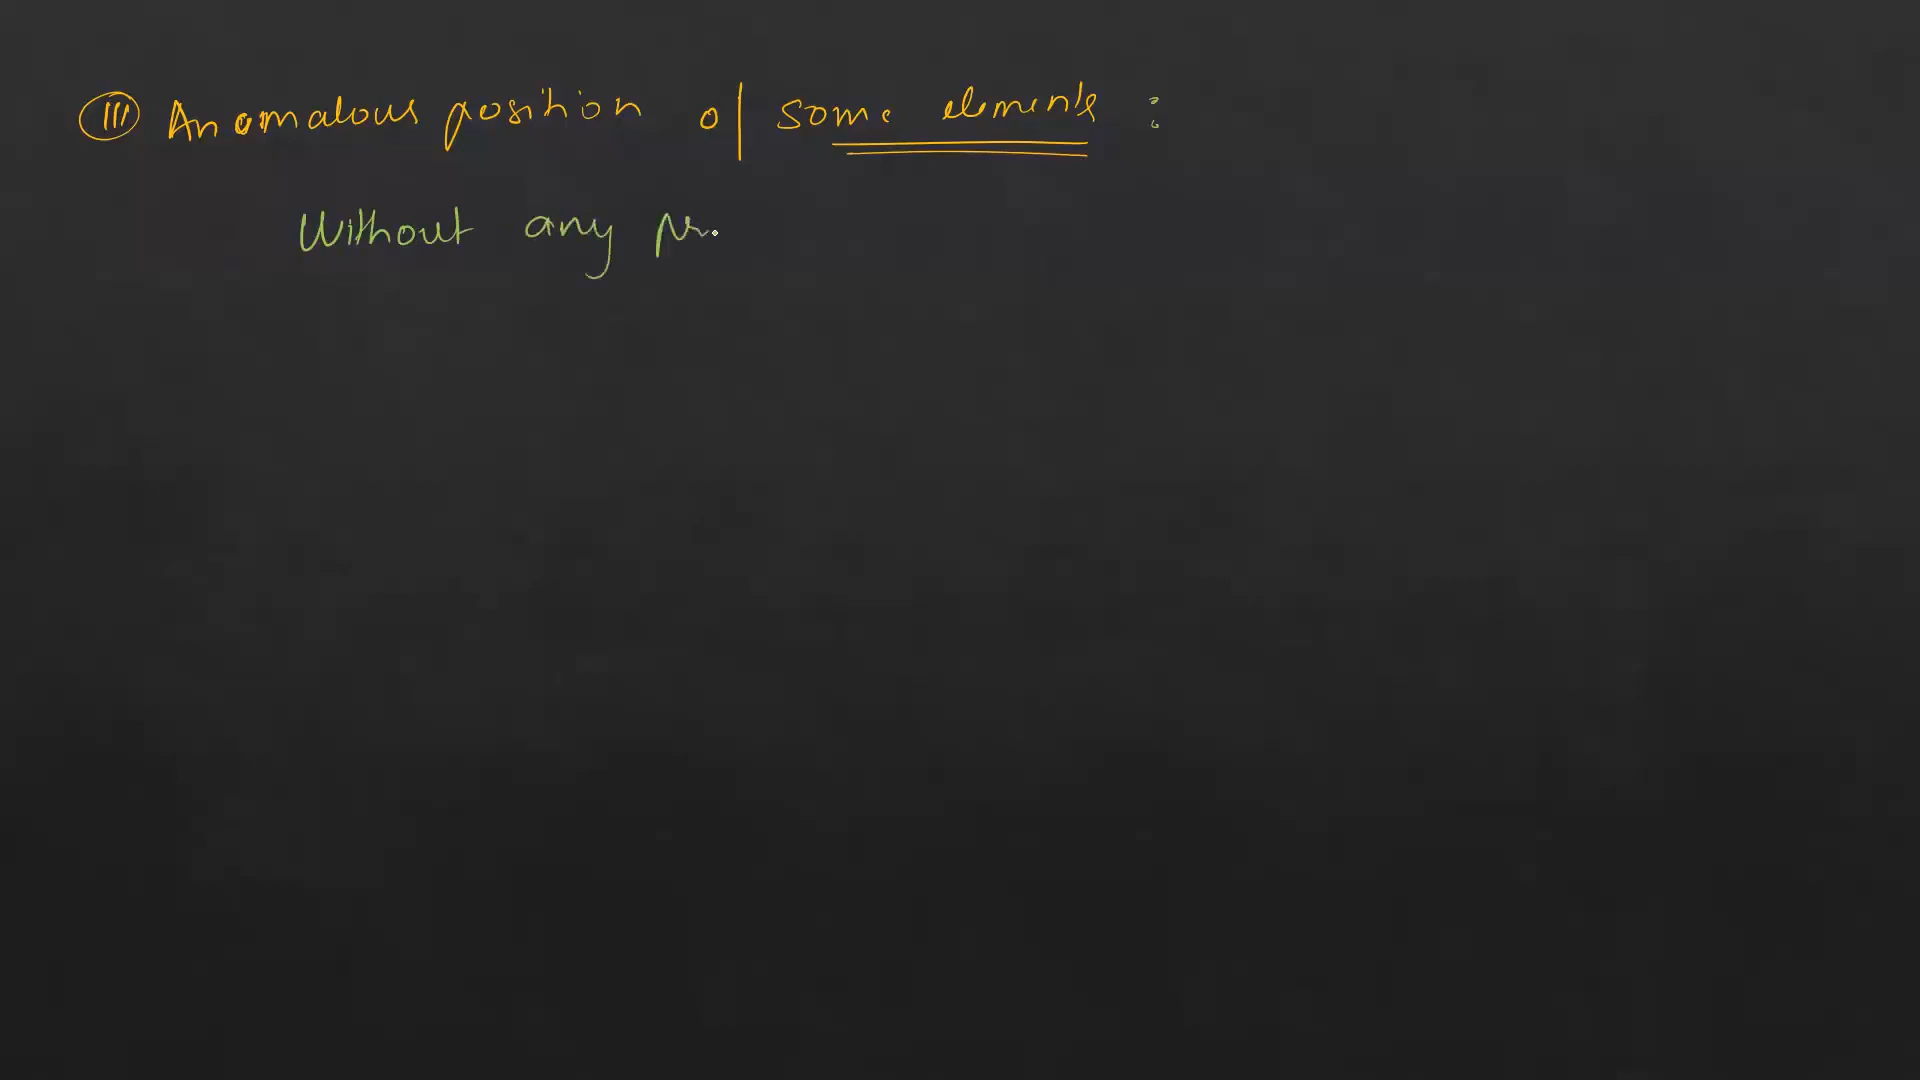 III Anomalous position of some elements :
Without any